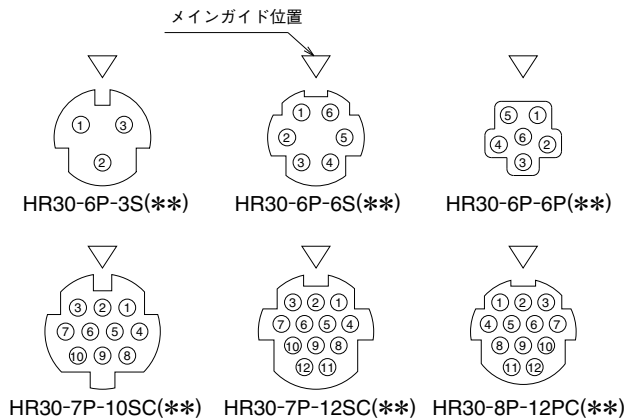 メインガイド位置
1 3
2
HR30-6P-3S(**)
1 6
2 5
3 4
HR30-6P-6S(**)
5 1
4 6 2
3
HR30-6P-6P(**)
3 2 1
7 6 5 4
10 9 8
HR30-7P-10SC(**)
3 2 1
7 6 5 4
10 9 8
12 11
HR30-7P-12SC(**)
1 2 3
4 5 6 7
8 9 10
11 12
HR30-8P-12PC(**)